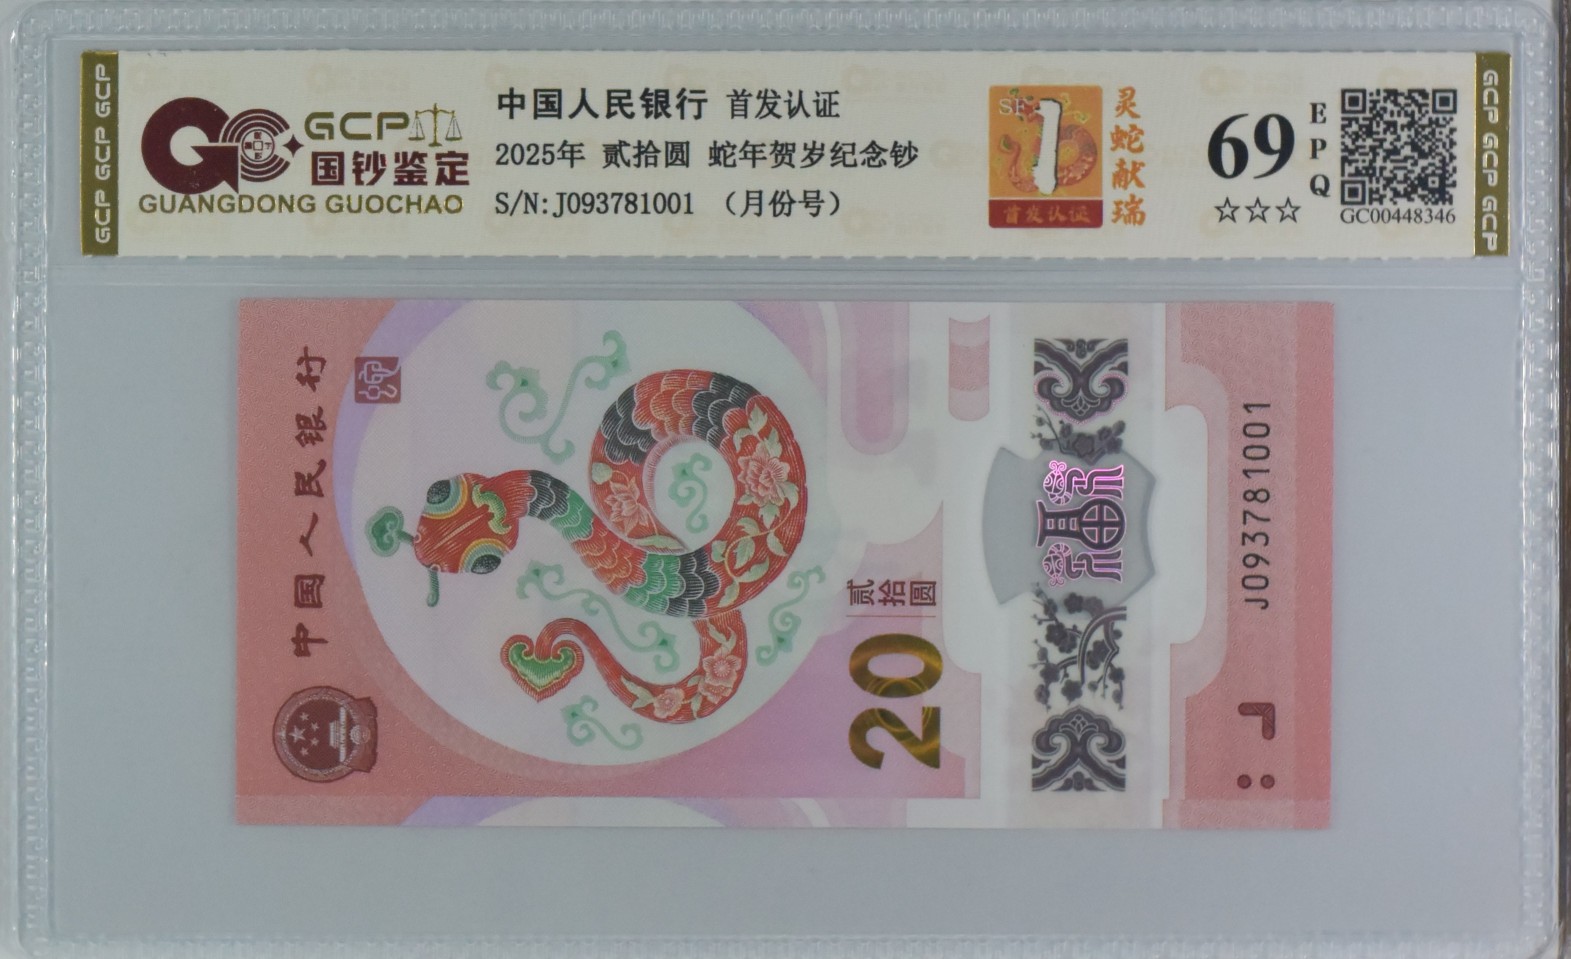 GCP GCP GCP
GCP
国钞鉴定
GUANGDONG GUOCHAO
中国人民银行 首发认证
2025年 贰拾圆 蛇年贺岁纪念钞
S/N:J093781001 （月份号）
1
首发认证
灵蛇献瑞
69
EPQ
☆☆☆
GC00448346
GCP GCP GCP
中国人民银行
贰拾圆
20
福
J093781001